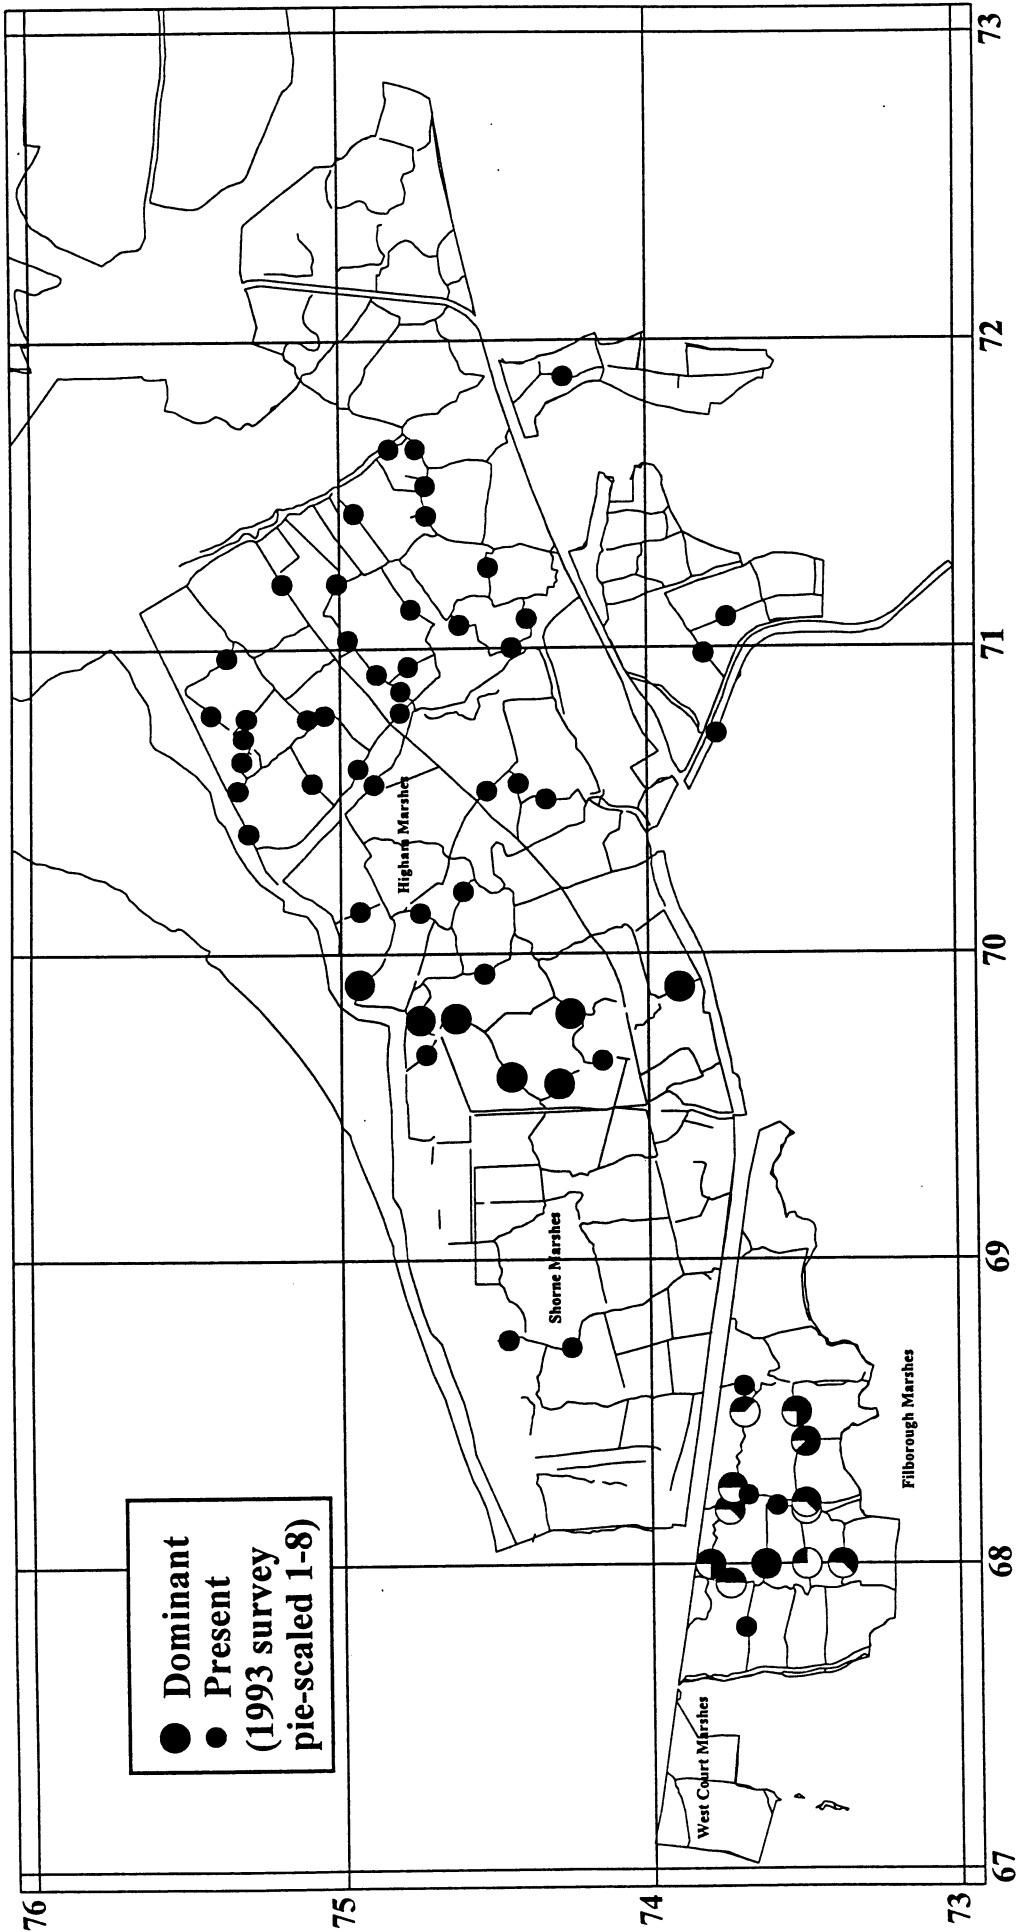 Dominant
Present
(1993 survey
pie-scaled 1-8)
76
75
74
73
67
68
69
70
71
72
73
Higham Marshes
Shorne Marshes
Filborough Marshes
West Court Marshes